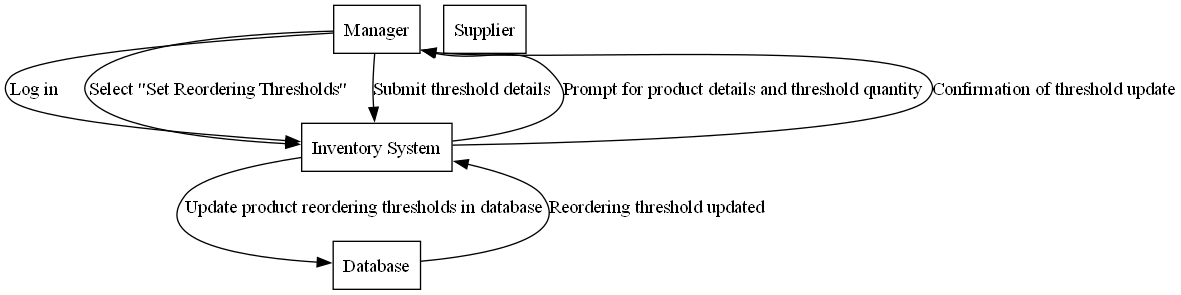 Manager
Supplier
Log in
Select "Set Reordering Thresholds"
Submit threshold details
Prompt for product details and threshold quantity
Confirmation of threshold update
Inventory System
Update product reordering thresholds in database
Reordering threshold updated
Database